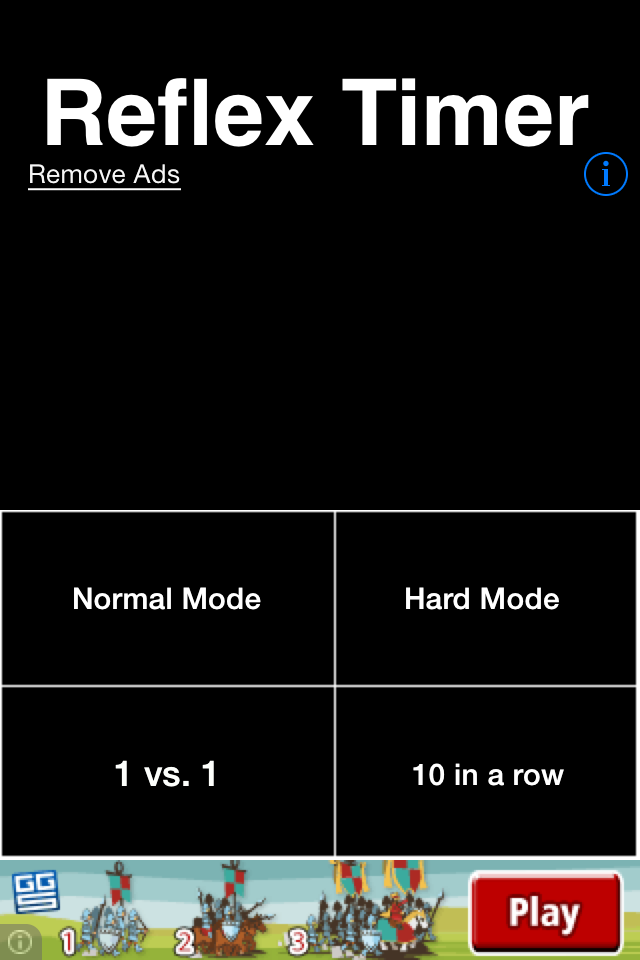 Reflex Timer
Remove Ads
i
Normal Mode
Hard Mode
1 vs. 1
10 in a row
GGS
1
2
3
Play
i